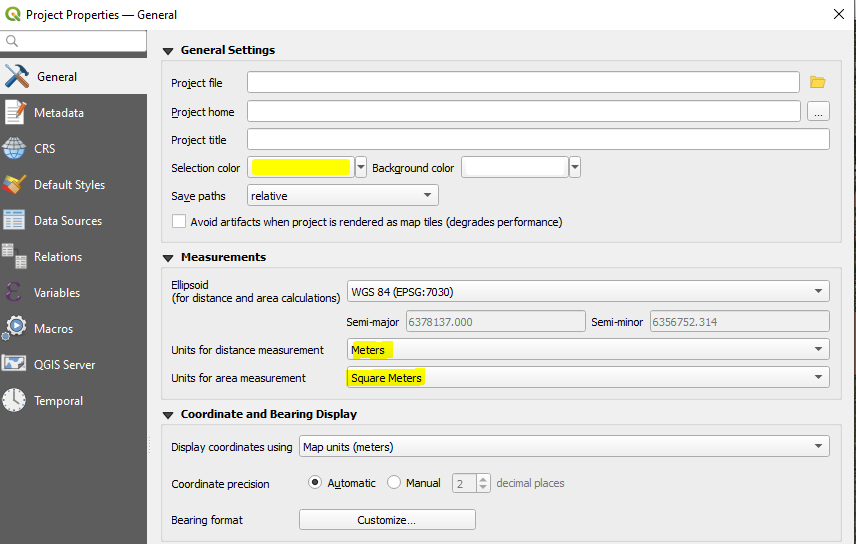 Project Properties — General
General Settings
General
Project file
Metadata
Project home
...
CRS
Project title
Selection color
Background color
Default Styles
Save paths
relative
Data Sources
Avoid artifacts when project is rendered as map tiles (degrades performance)
Relations
Measurements
Variables
Ellipsoid
(for distance and area calculations)
WGS 84 (EPSG:7030)
Macros
Semi-major
6378137.000
Semi-minor
6356752.314
QGIS Server
Units for distance measurement
Meters
Temporal
Units for area measurement
Square Meters
Coordinate and Bearing Display
Display coordinates using
Map units (meters)
Coordinate precision
Automatic
Manual
2
decimal places
Bearing format
Customize...